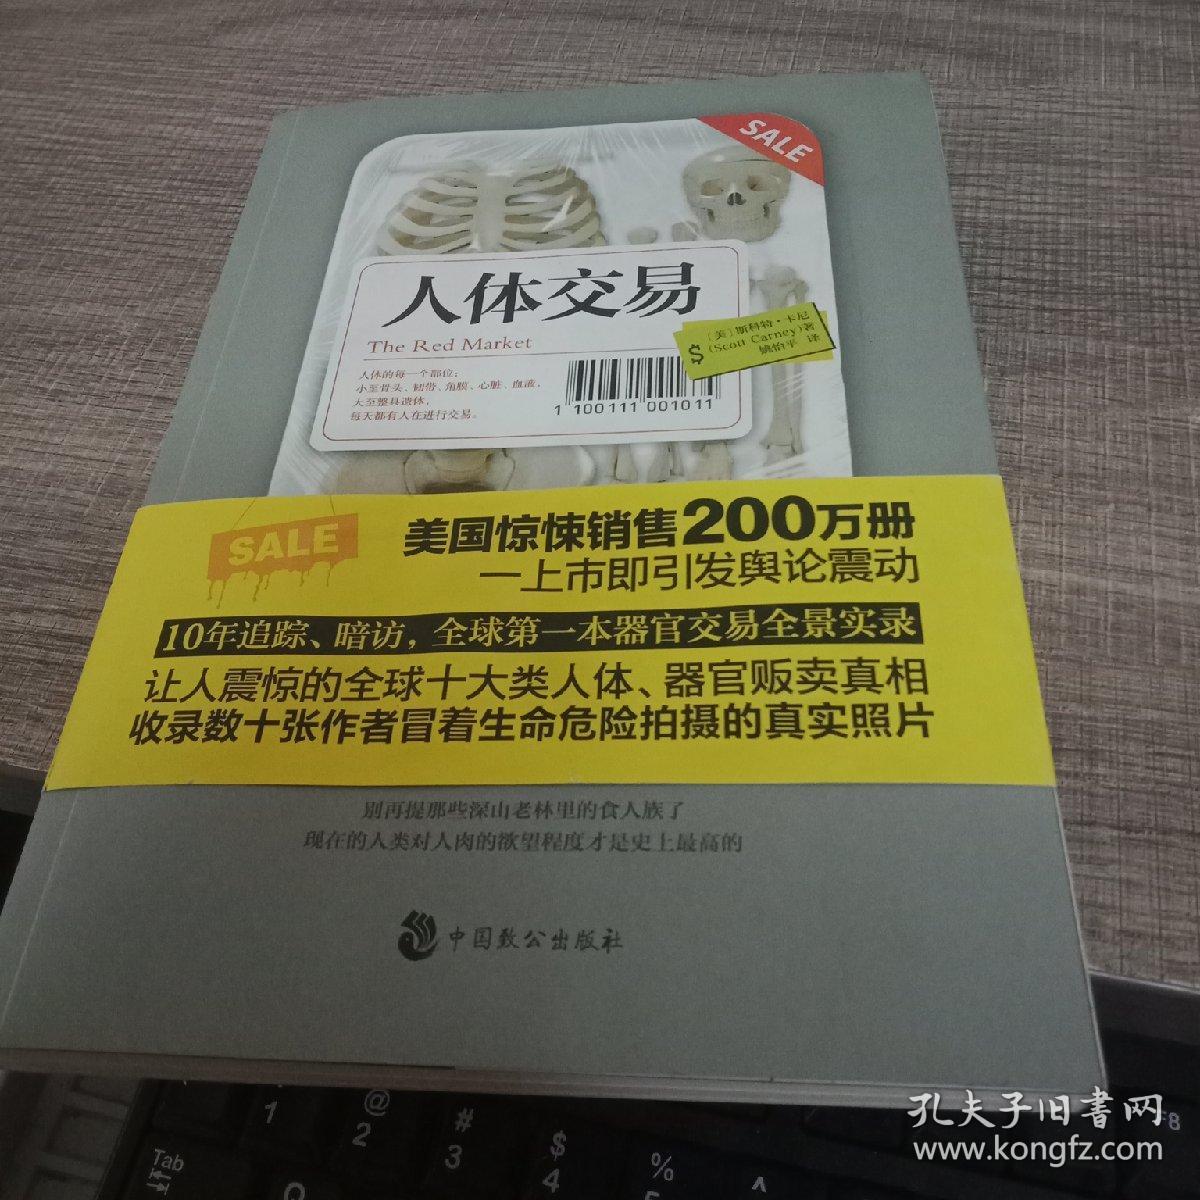 SALE
人体交易
The Red Market
[美]斯科特·卡尼
(Scott Carney)著
姚怡平 译
$
人体的每一个部位:
小至骨头、韧带、角膜、心脏、血液,
大至整具遗体,
每天都有人在进行交易。
1 100111 001011
SALE
美国惊悚销售200万册
一上市即引发舆论震动
10年追踪、暗访,全球第一本器官交易全景实录
让人震惊的全球十大类人体、器官贩卖真相
收录数十张作者冒着生命危险拍摄的真实照片
别再提那些深山老林里的食人族了
现在的人类对人肉的欲望程度才是史上最高的
中国致公出版社
孔夫子旧书网
www.kongfz.com
F8
1
@
2
#
3
$
4
%
^
Tab